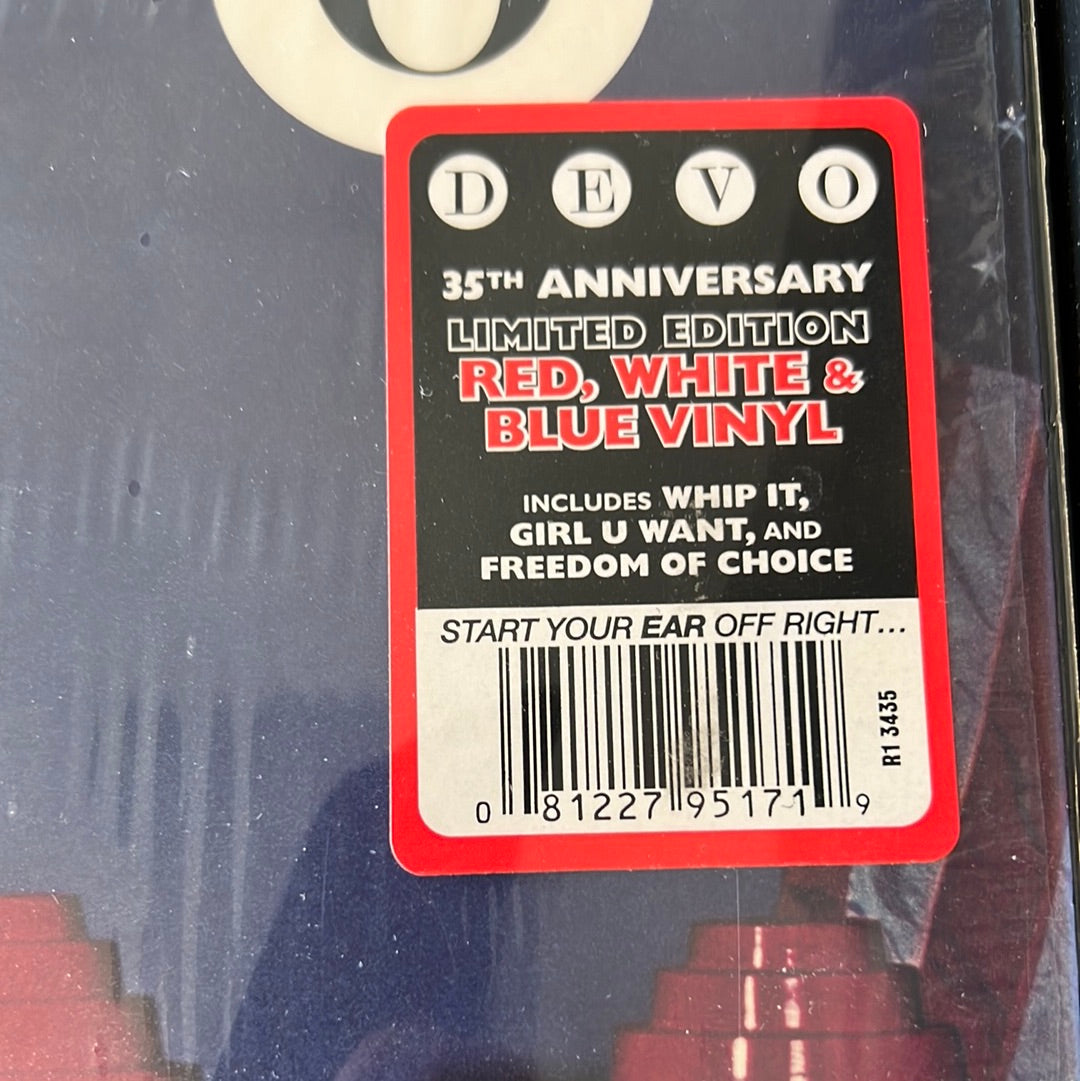 O
D E V O
35TH ANNIVERSARY
LIMITED EDITION
RED, WHITE &
BLUE VINYL
INCLUDES WHIP IT,
GIRL U WANT, AND
FREEDOM OF CHOICE
START YOUR EAR OFF RIGHT...
R1 3435
0 81227 95171 9